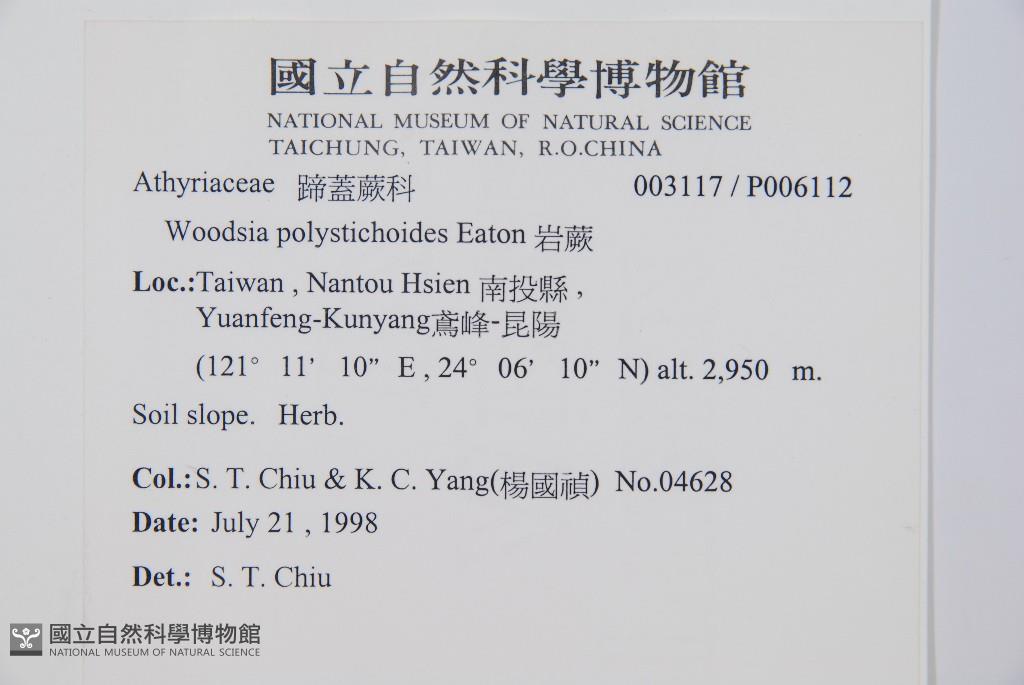 國立自然科學博物館
NATIONAL MUSEUM OF NATURAL SCIENCE
TAICHUNG, TAIWAN, R.O.CHINA
Athyriaceae 蹄蓋蕨科 003117 / P006112
Woodsia polystichoides Eaton 岩蕨
Loc.:Taiwan , Nantou Hsien 南投縣 ,
Yuanfeng-Kunyang鳶峰-昆陽
(121° 11’ 10” E , 24° 06’ 10” N) alt. 2,950 m.
Soil slope. Herb.
Col.: S. T. Chiu & K. C. Yang(楊國禎) No.04628
Date: July 21 , 1998
Det.: S. T. Chiu
國立自然科學博物館
NATIONAL MUSEUM OF NATURAL SCIENCE